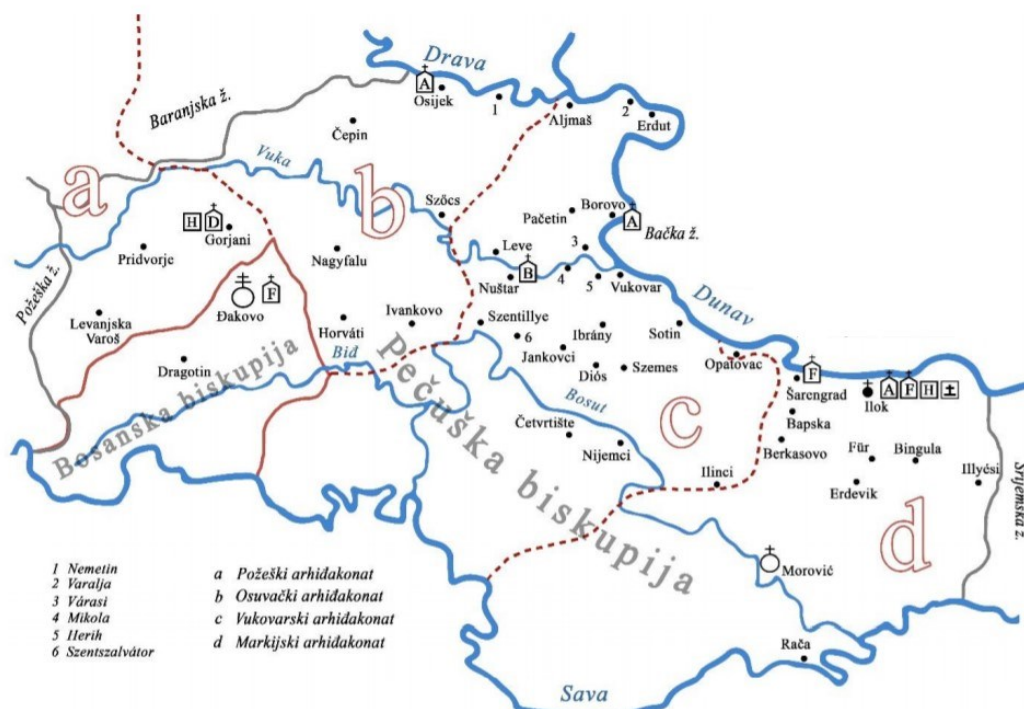 Drava
A
Osijek
1
Aljmaš
2
Erdut
Baranjska ž.
Čepin
Vuka
a
b
Szőcs
Pačetin
Borovo
A
Bačka ž.
H D
Gorjani
Pridvorje
Nagyfalu
Leve
3
B
Nuštar
4
5
Vukovar
Dunav
Požeška ž.
F
Đakovo
Levanjska
Varoš
Horváti
Ivankovo
Szentillye
6
Ibrány
Sotin
Jankovci
Opatovac
Dragotin
Biđ
Diós
Szemes
F
Šarengrad
A F H
Ilok
Bosanska biskupija
Pečuška biskupija
Bosut
c
Bapska
Četvrtište
Nijemci
Berkasovo
Für
Bingula
Ilinci
Erdevik
Illyési
Srijemska ž.
d
Morović
Rača
Sava
1 Nemetin
2 Varalja
3 Várasi
4 Mikola
5 Herih
6 Szentszalvátor
a Požeški arhiđakonat
b Osuvački arhiđakonat
c Vukovarski arhiđakonat
d Markijski arhiđakonat